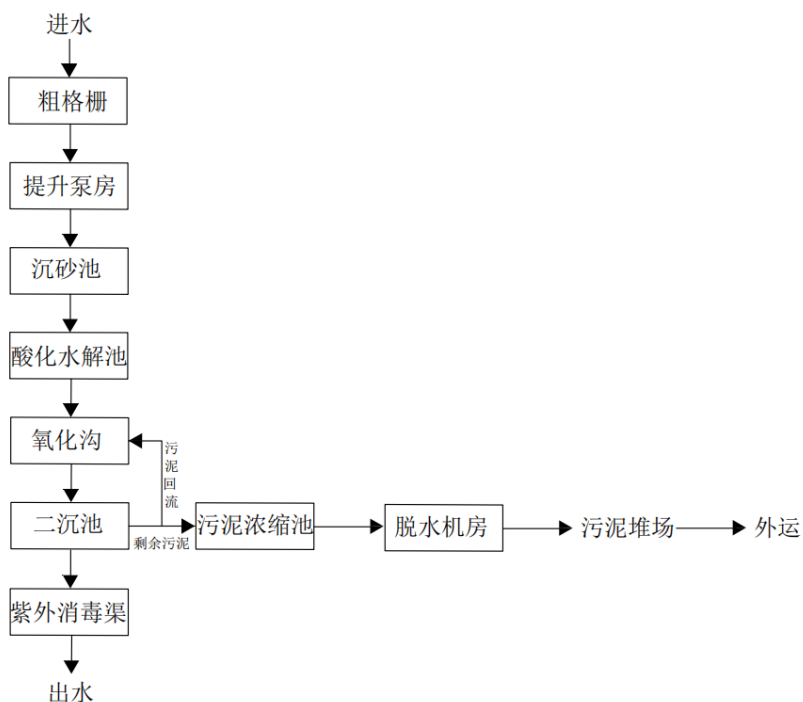 进水
粗格栅
提升泵房
沉砂池
酸化水解池
氧化沟
污泥回流
二沉池
剩余污泥
污泥浓缩池
脱水机房
污泥堆场
外运
紫外消毒渠
出水